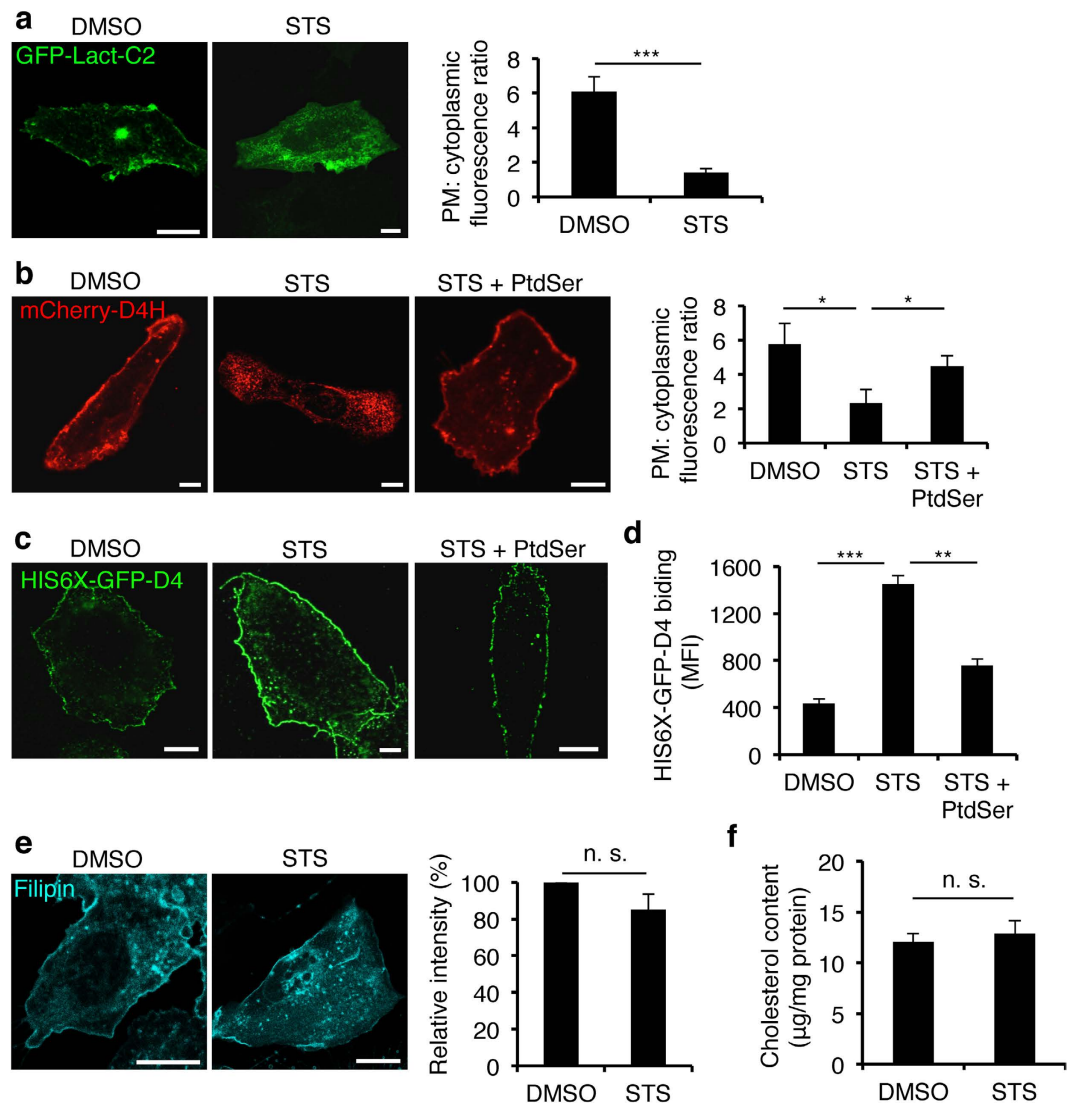 a
DMSO
STS
GFP-Lact-C2
PM: cytoplasmic
fluorescence ratio
8
6
4
2
0
***
DMSO
STS
b
DMSO
STS
STS + PtdSer
mCherry-D4H
PM: cytoplasmic
fluorescence ratio
8
6
4
2
0
*
*
DMSO
STS
STS +
PtdSer
c
DMSO
STS
STS + PtdSer
HIS6X-GFP-D4
d
HIS6X-GFP-D4 biding
(MFI)
1600
1200
800
400
0
***
**
DMSO
STS
STS +
PtdSer
e
DMSO
STS
Filipin
Relative intensity (%)
100
80
60
40
20
0
n. s.
DMSO
STS
f
Cholesterol content
(µg/mg protein)
20
15
10
5
0
n. s.
DMSO
STS